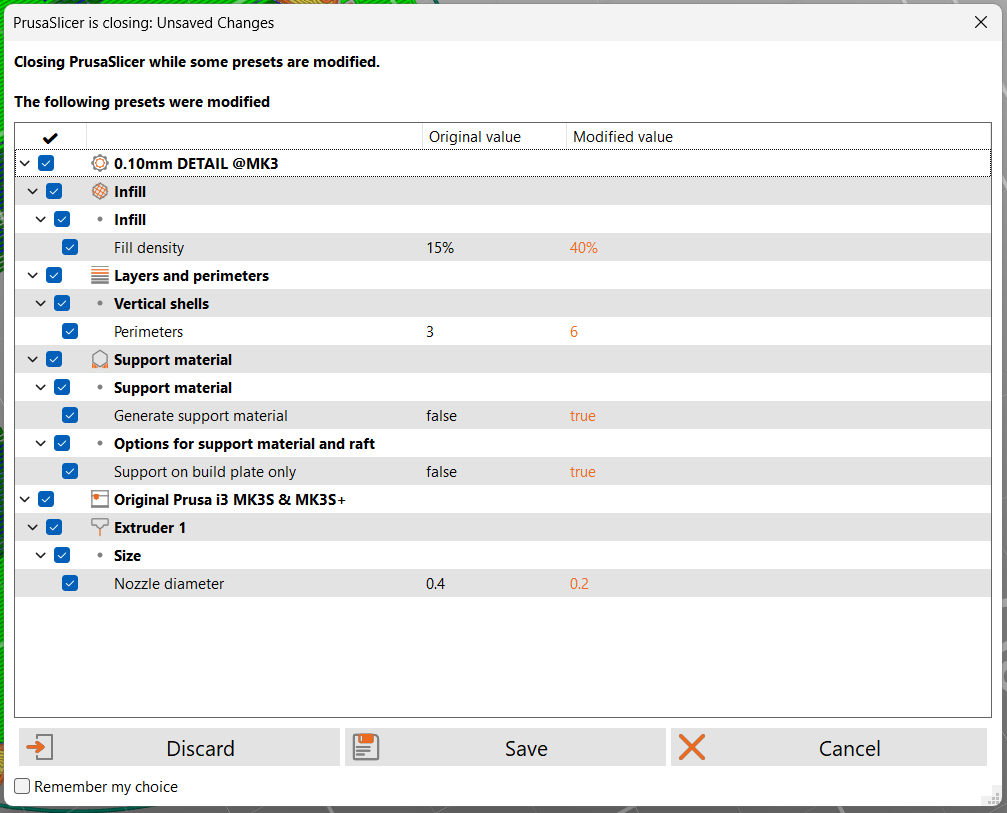 PrusaSlicer is closing: Unsaved Changes
Closing PrusaSlicer while some presets are modified.
The following presets were modified
Original value Modified value
0.10mm DETAIL @MK3
Infill
Infill
Fill density 15% 40%
Layers and perimeters
Vertical shells
Perimeters 3 6
Support material
Support material
Generate support material false true
Options for support material and raft
Support on build plate only false true
Original Prusa i3 MK3S & MK3S+
Extruder 1
Size
Nozzle diameter 0.4 0.2
Discard Save Cancel
Remember my choice